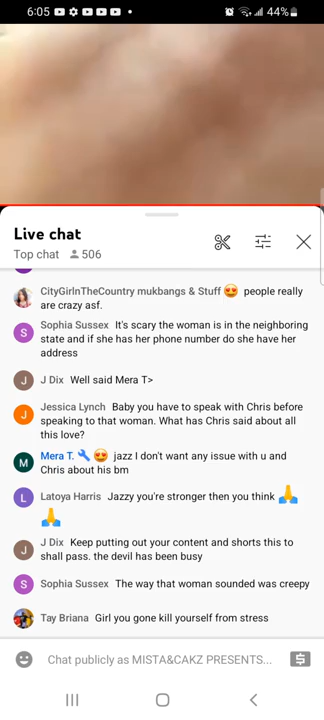 6:05
44%
Live chat
Top chat 506
CityGirlnTheCountry mukbangs & Stuff😍 people really
are crazy asf.
Sophia Sussex It's scary the woman is in the neighboring
state and if she has her phone number do she have her
address
J Dix Well said Mera T>
Jessica Lynch Baby you have to speak with Chris before
speaking to that woman. What has Chris said about all
this love?
Mera T. 🔧 😍 jazz I don't want any issue with u and
Chris about his bm
Latoya Harris Jazzy you're stronger then you think 🙏
🙏
J Dix Keep putting out your content and shorts this to
shall pass. the devil has been busy
Sophia Sussex The way that woman sounded was creepy
Tay Briana Girl you gone kill yourself from stress
Chat publicly as MISTA&CAKZ PRESENTS...